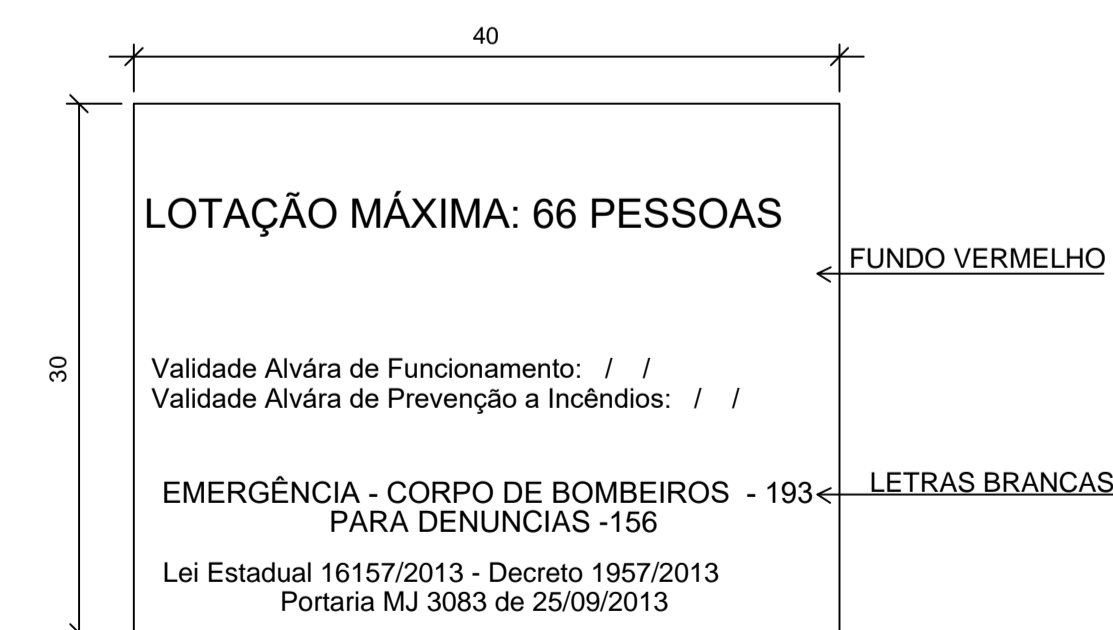 40
LOTAÇÃO MÁXIMA: 66 PESSOAS
FUNDO VERMELHO
30
Validade Alvára de Funcionamento: / /
Validade Alvára de Prevenção a Incêndios: / /
EMERGÊNCIA - CORPO DE BOMBEIROS - 193
LETRAS BRANCAS
PARA DENUNCIAS -156
Lei Estadual 16157/2013 - Decreto 1957/2013
Portaria MJ 3083 de 25/09/2013